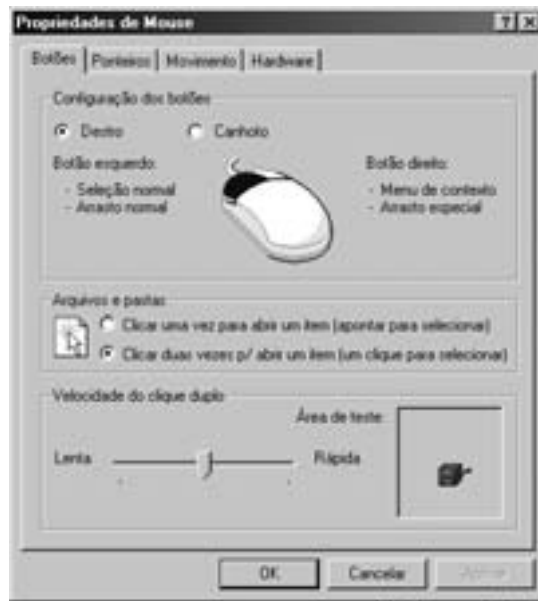 Propriedades de Mouse
Botões Ponteiros Movimento Hardware
Configuração dos botões
Destro Canhoto
Botão esquerdo: Botão direito:
- Seleção normal - Menu de contexto
- Arrasto normal - Arrasto especial
Arquivos e pastas
Clicar uma vez para abrir um item (apontar para selecionar)
Clicar duas vezes p/ abrir um item (um clique para selecionar)
Velocidade do clique duplo
Área de teste:
Lenta Rápida
OK Cancelar Aplicar